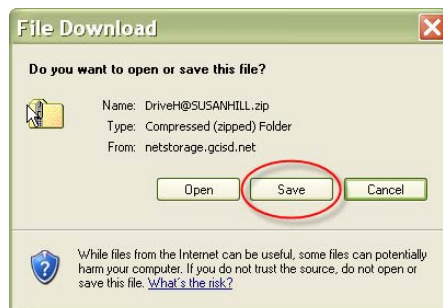 File Download
Do you want to open or save this file?
Name: DriveH@SUSANHILL.zip
Type: Compressed (zipped) Folder
From: netstorage.gcisd.net
Open Save Cancel
While files from the Internet can be useful, some files can potentially
harm your computer. If you do not trust the source, do not open or
save this file. What's the risk?